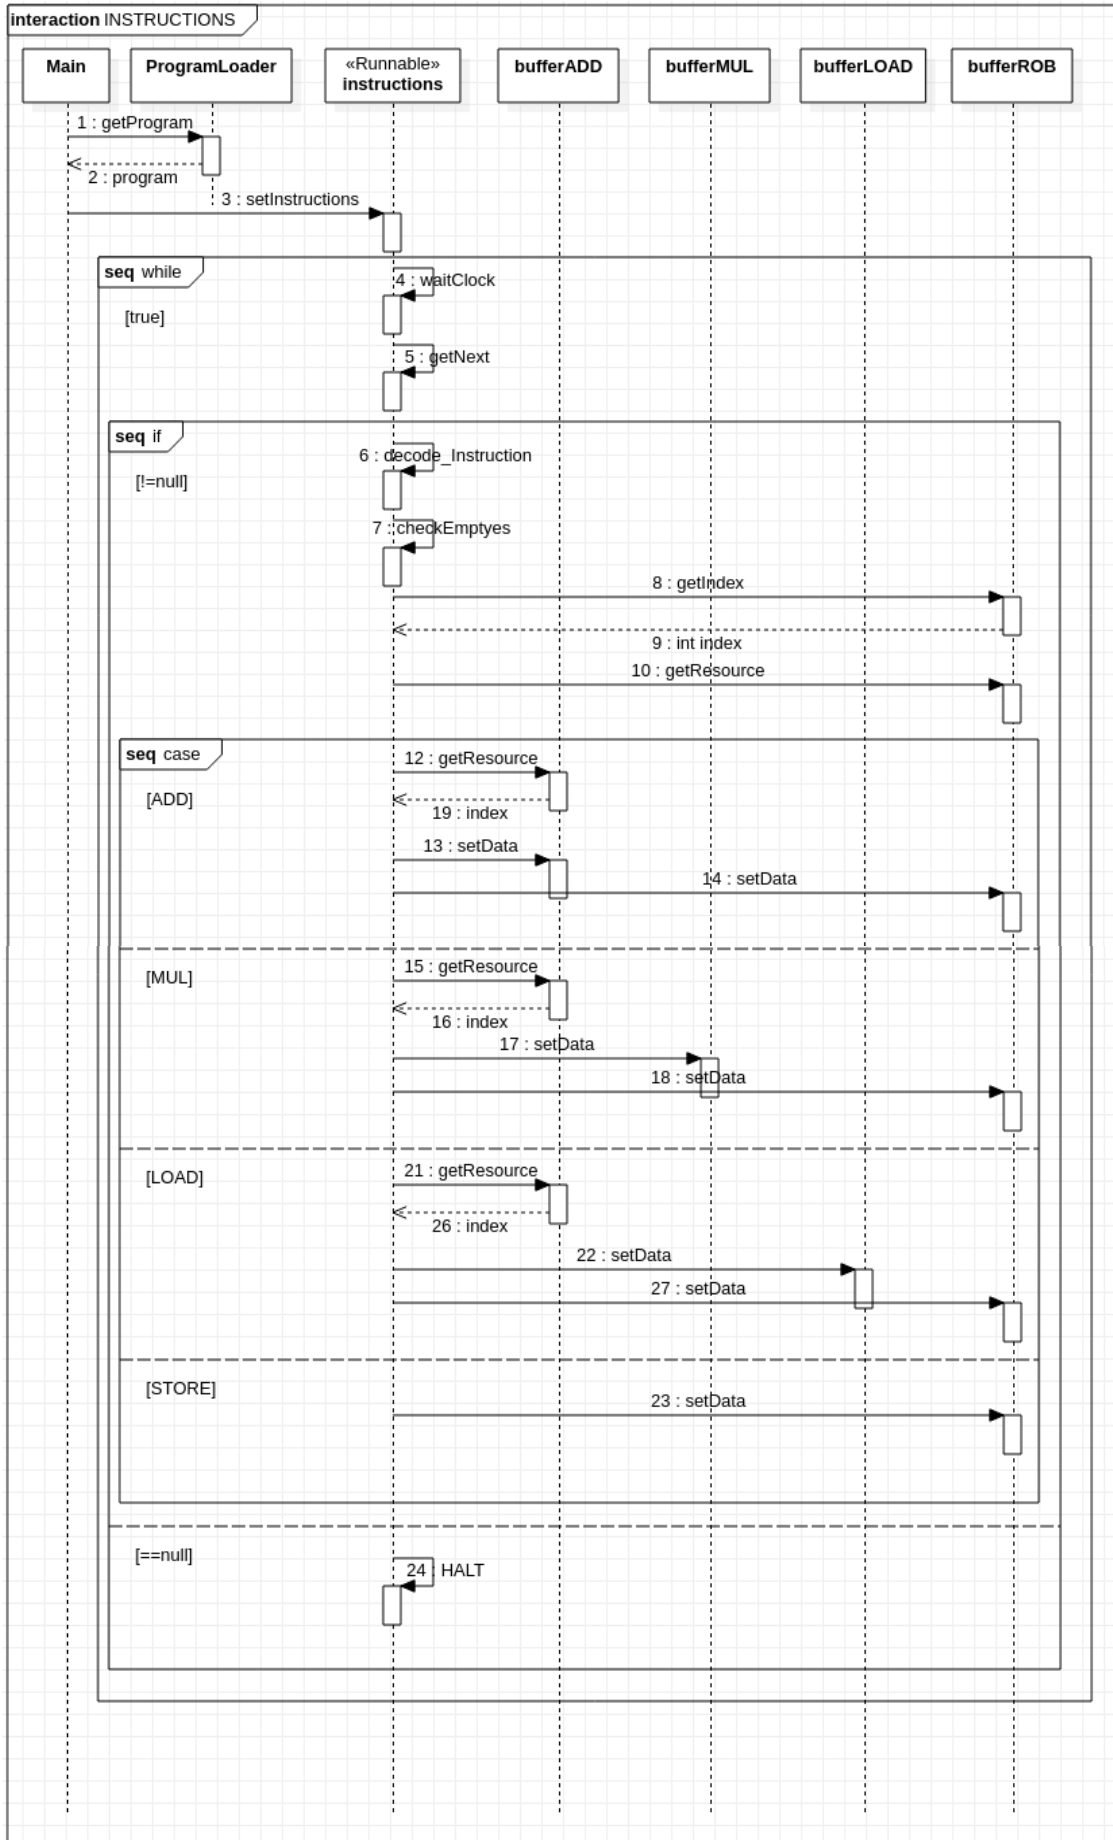 interaction INSTRUCTIONS
Main
ProgramLoader
«Runnable»
instructions
bufferADD
bufferMUL
bufferLOAD
bufferROB
1 : getProgram
2 : program
3 : setInstructions
seq while
4 : waitClock
[true]
5 : getNext
seq if
6 : decode_Instruction
[!=null]
7 : checkEmptyes
8 : getIndex
9 : int index
10 : getResource
seq case
12 : getResource
[ADD]
19 : index
13 : setData
14 : setData
15 : getResource
[MUL]
16 : index
17 : setData
18 : setData
21 : getResource
[LOAD]
26 : index
22 : setData
27 : setData
[STORE]
23 : setData
[==null]
24 : HALT